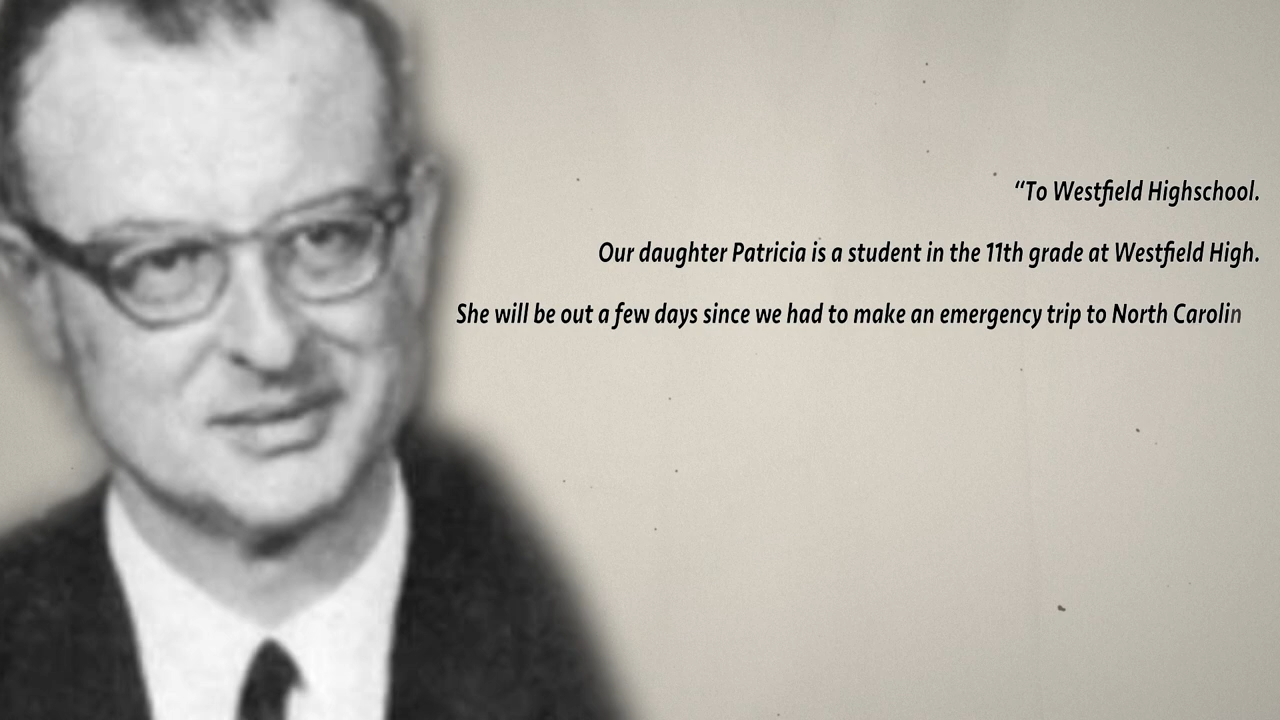 “To Westfield Highschool.
Our daughter Patricia is a student in the 11th grade at Westfield High.
She will be out a few days since we had to make an emergency trip to North Carolin